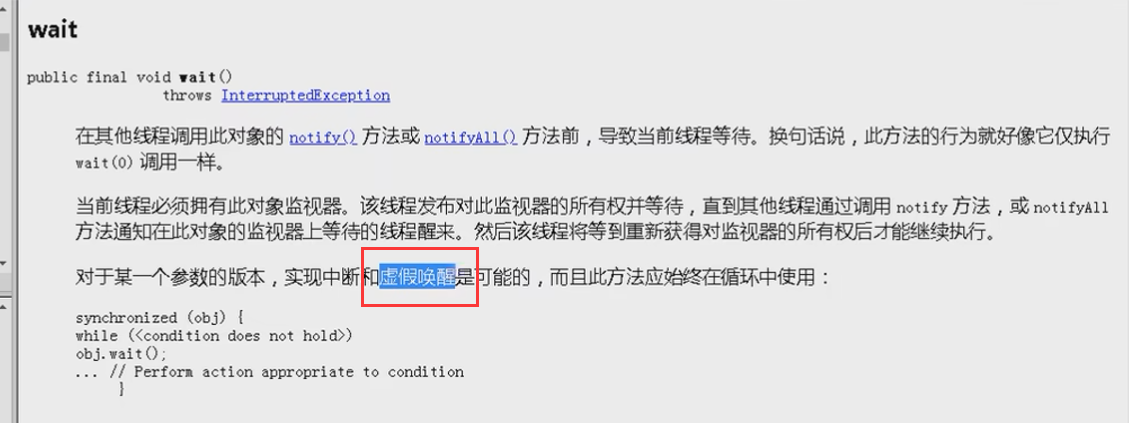 wait
public final void wait()
throws InterruptedException
在其他线程调用此对象的 notify() 方法或 notifyAll() 方法前，导致当前线程等待。换句话说，此方法的行为就好像它仅执行
wait(0) 调用一样。
当前线程必须拥有此对象监视器。该线程发布对此监视器的所有权并等待，直到其他线程通过调用 notify 方法，或 notifyAll
方法通知在此对象的监视器上等待的线程醒来。然后该线程将等到重新获得对监视器的所有权后才能继续执行。
对于某一个参数的版本，实现中断和虚假唤醒是可能的，而且此方法应始终在循环中使用：
synchronized (obj) {
while (<condition does not hold>)
obj.wait();
... // Perform action appropriate to condition
}